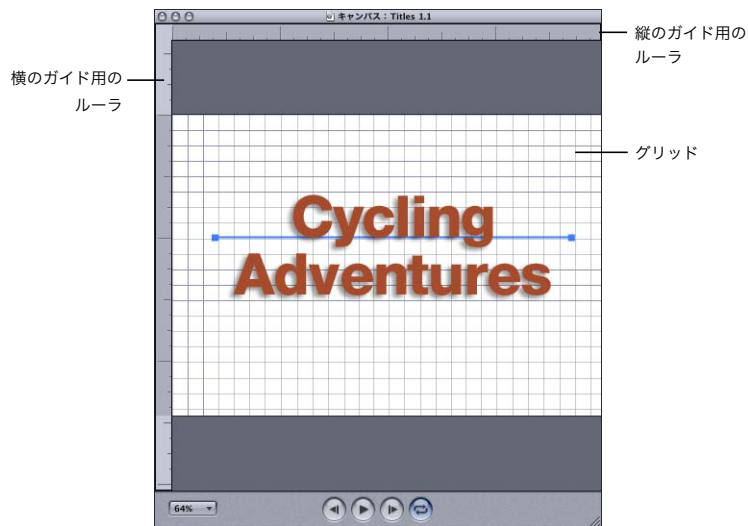 キャンバス：Titles 1.1
縦のガイド用の
ルーラ
横のガイド用の
ルーラ
グリッド
Cycling
Adventures
64%